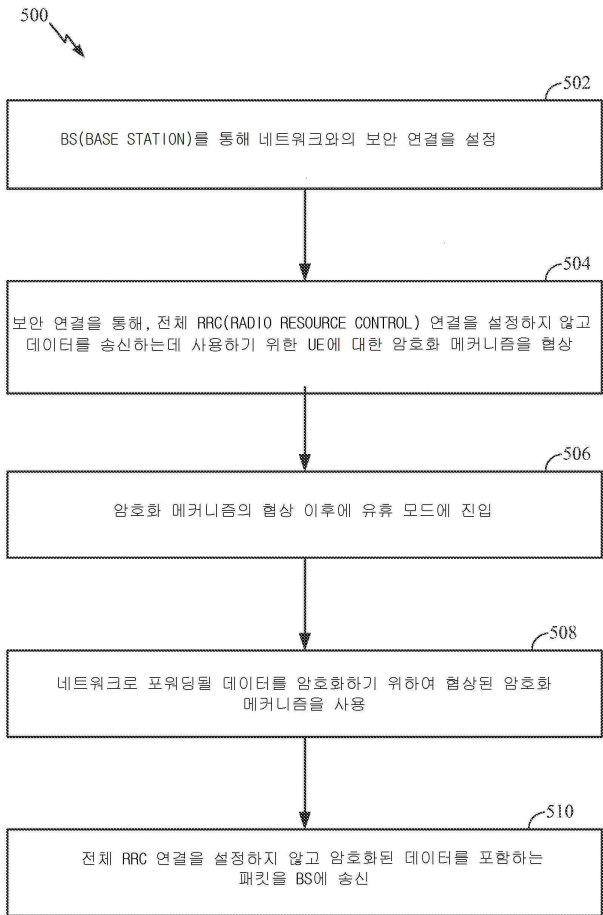 500
502
BS(BASE STATION)를 통해 네트워크와의 보안 연결을 설정
504
보안 연결을 통해, 전체 RRC(RADIO RESOURCE CONTROL) 연결을 설정하지 않고
데이터를 송신하는데 사용하기 위한 UE에 대한 암호화 메커니즘을 협상
506
암호화 메커니즘의 협상 이후에 유휴 모드에 진입
508
네트워크로 포워딩될 데이터를 암호화하기 위하여 협상된 암호화
메커니즘을 사용
510
전체 RRC 연결을 설정하지 않고 암호화된 데이터를 포함하는
패킷을 BS에 송신